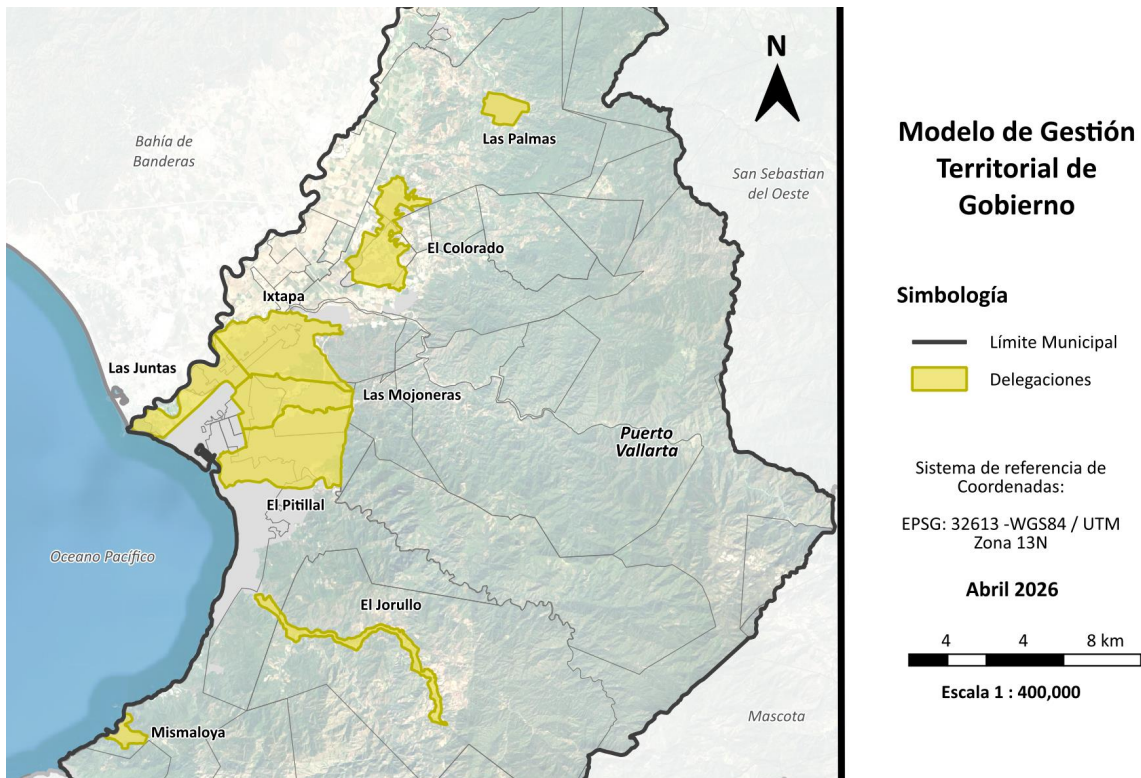 N
Bahía de
Banderas
Las Palmas
San Sebastian
del Oeste
El Colorado
Ixtapa
Las Juntas
Las Mojoneras
Puerto
Vallarta
El Pitillal
Oceano Pacífico
El Jorullo
Mismaloya
Mascota
Modelo de Gestión
Territorial de
Gobierno
Simbología
Límite Municipal
Delegaciones
Sistema de referencia de
Coordenadas:
EPSG: 32613 -WGS84 / UTM
Zona 13N
Abril 2026
4 4 8 km
Escala 1 : 400,000